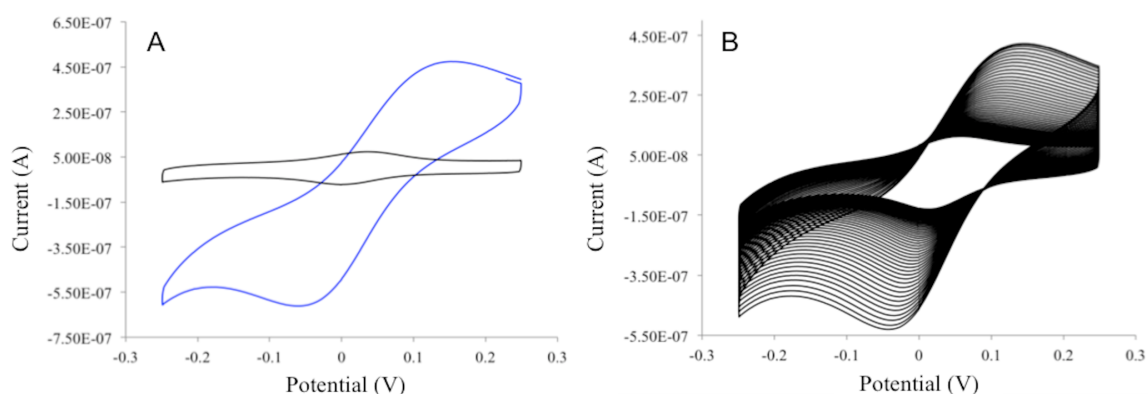 A
6.50E-07
4.50E-07
2.50E-07
5.00E-08
-1.50E-07
-3.50E-07
-5.50E-07
-7.50E-07
Current (A)
-0.3 -0.2 -0.1 0 0.1 0.2 0.3
Potential (V)
B
4.50E-07
2.50E-07
5.00E-08
-1.50E-07
-3.50E-07
-5.50E-07
Current (A)
-0.3 -0.2 -0.1 0 0.1 0.2 0.3
Potential (V)